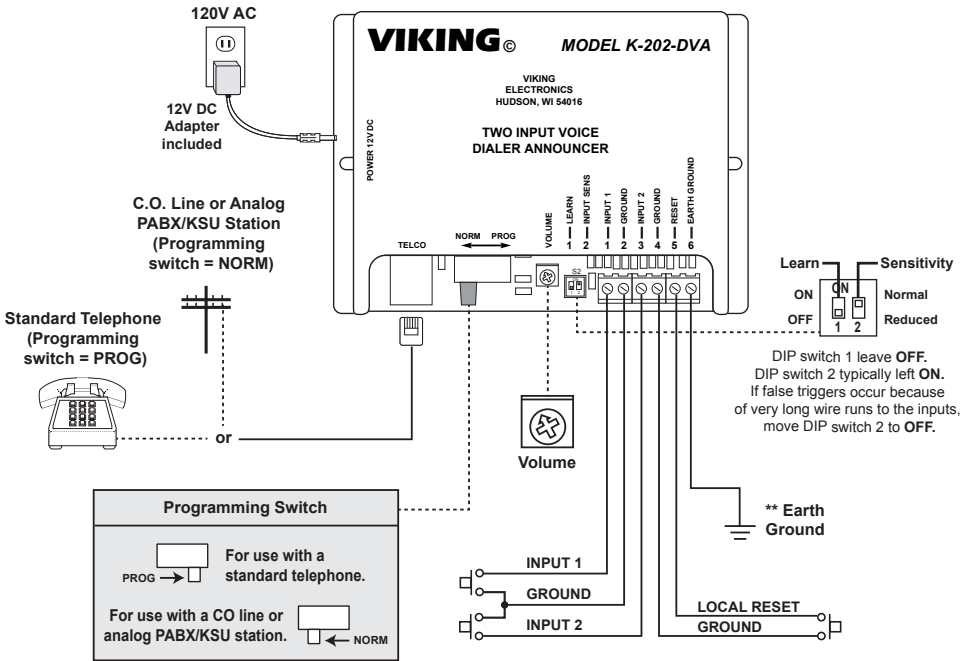 120V AC
12V DC
Adapter
included
VIKING©
MODEL K-202-DVA
VIKING
ELECTRONICS
HUDSON, WI 54016
TWO INPUT VOICE
DIALER ANNOUNCER
POWER 12V DC
TELCO
NORM PROG
VOLUME
1 LEARN
2 INPUT SENS
1 INPUT 1
2 GROUND
3 INPUT 2
4 GROUND
5 RESET
6 EARTH GROUND
S2
C.O. Line or Analog
PABX/KSU Station
(Programming
switch = NORM)
Standard Telephone
(Programming
switch = PROG)
or
Learn
Sensitivity
ON
ON
Normal
OFF
Reduced
1 2
DIP switch 1 leave OFF.
DIP switch 2 typically left ON.
If false triggers occur because
of very long wire runs to the inputs,
move DIP switch 2 to OFF.
Volume
Programming Switch
PROG
For use with a
standard telephone.
For use with a CO line or
analog PABX/KSU station.
NORM
** Earth
Ground
INPUT 1
GROUND
INPUT 2
LOCAL RESET
GROUND